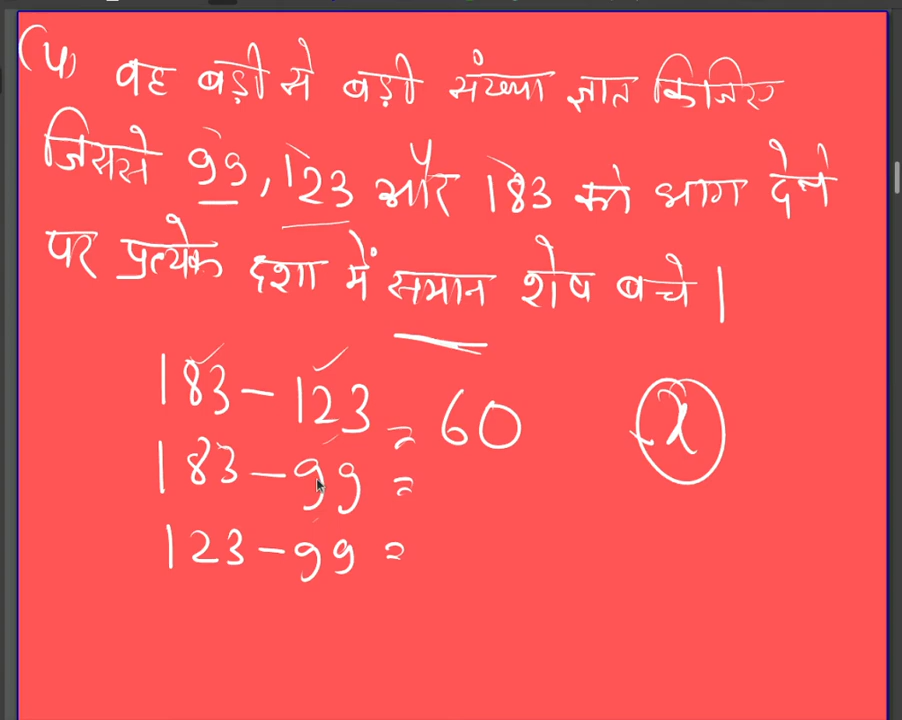 (५) वह बड़ी से बड़ी संख्या ज्ञात किजिए
जिससे 99, 123 और 183 को भाग देने
पर प्रत्येक दशा में समान शेष बचे।
183 - 123 = 60
x
183 - 99 =
123 - 99 =